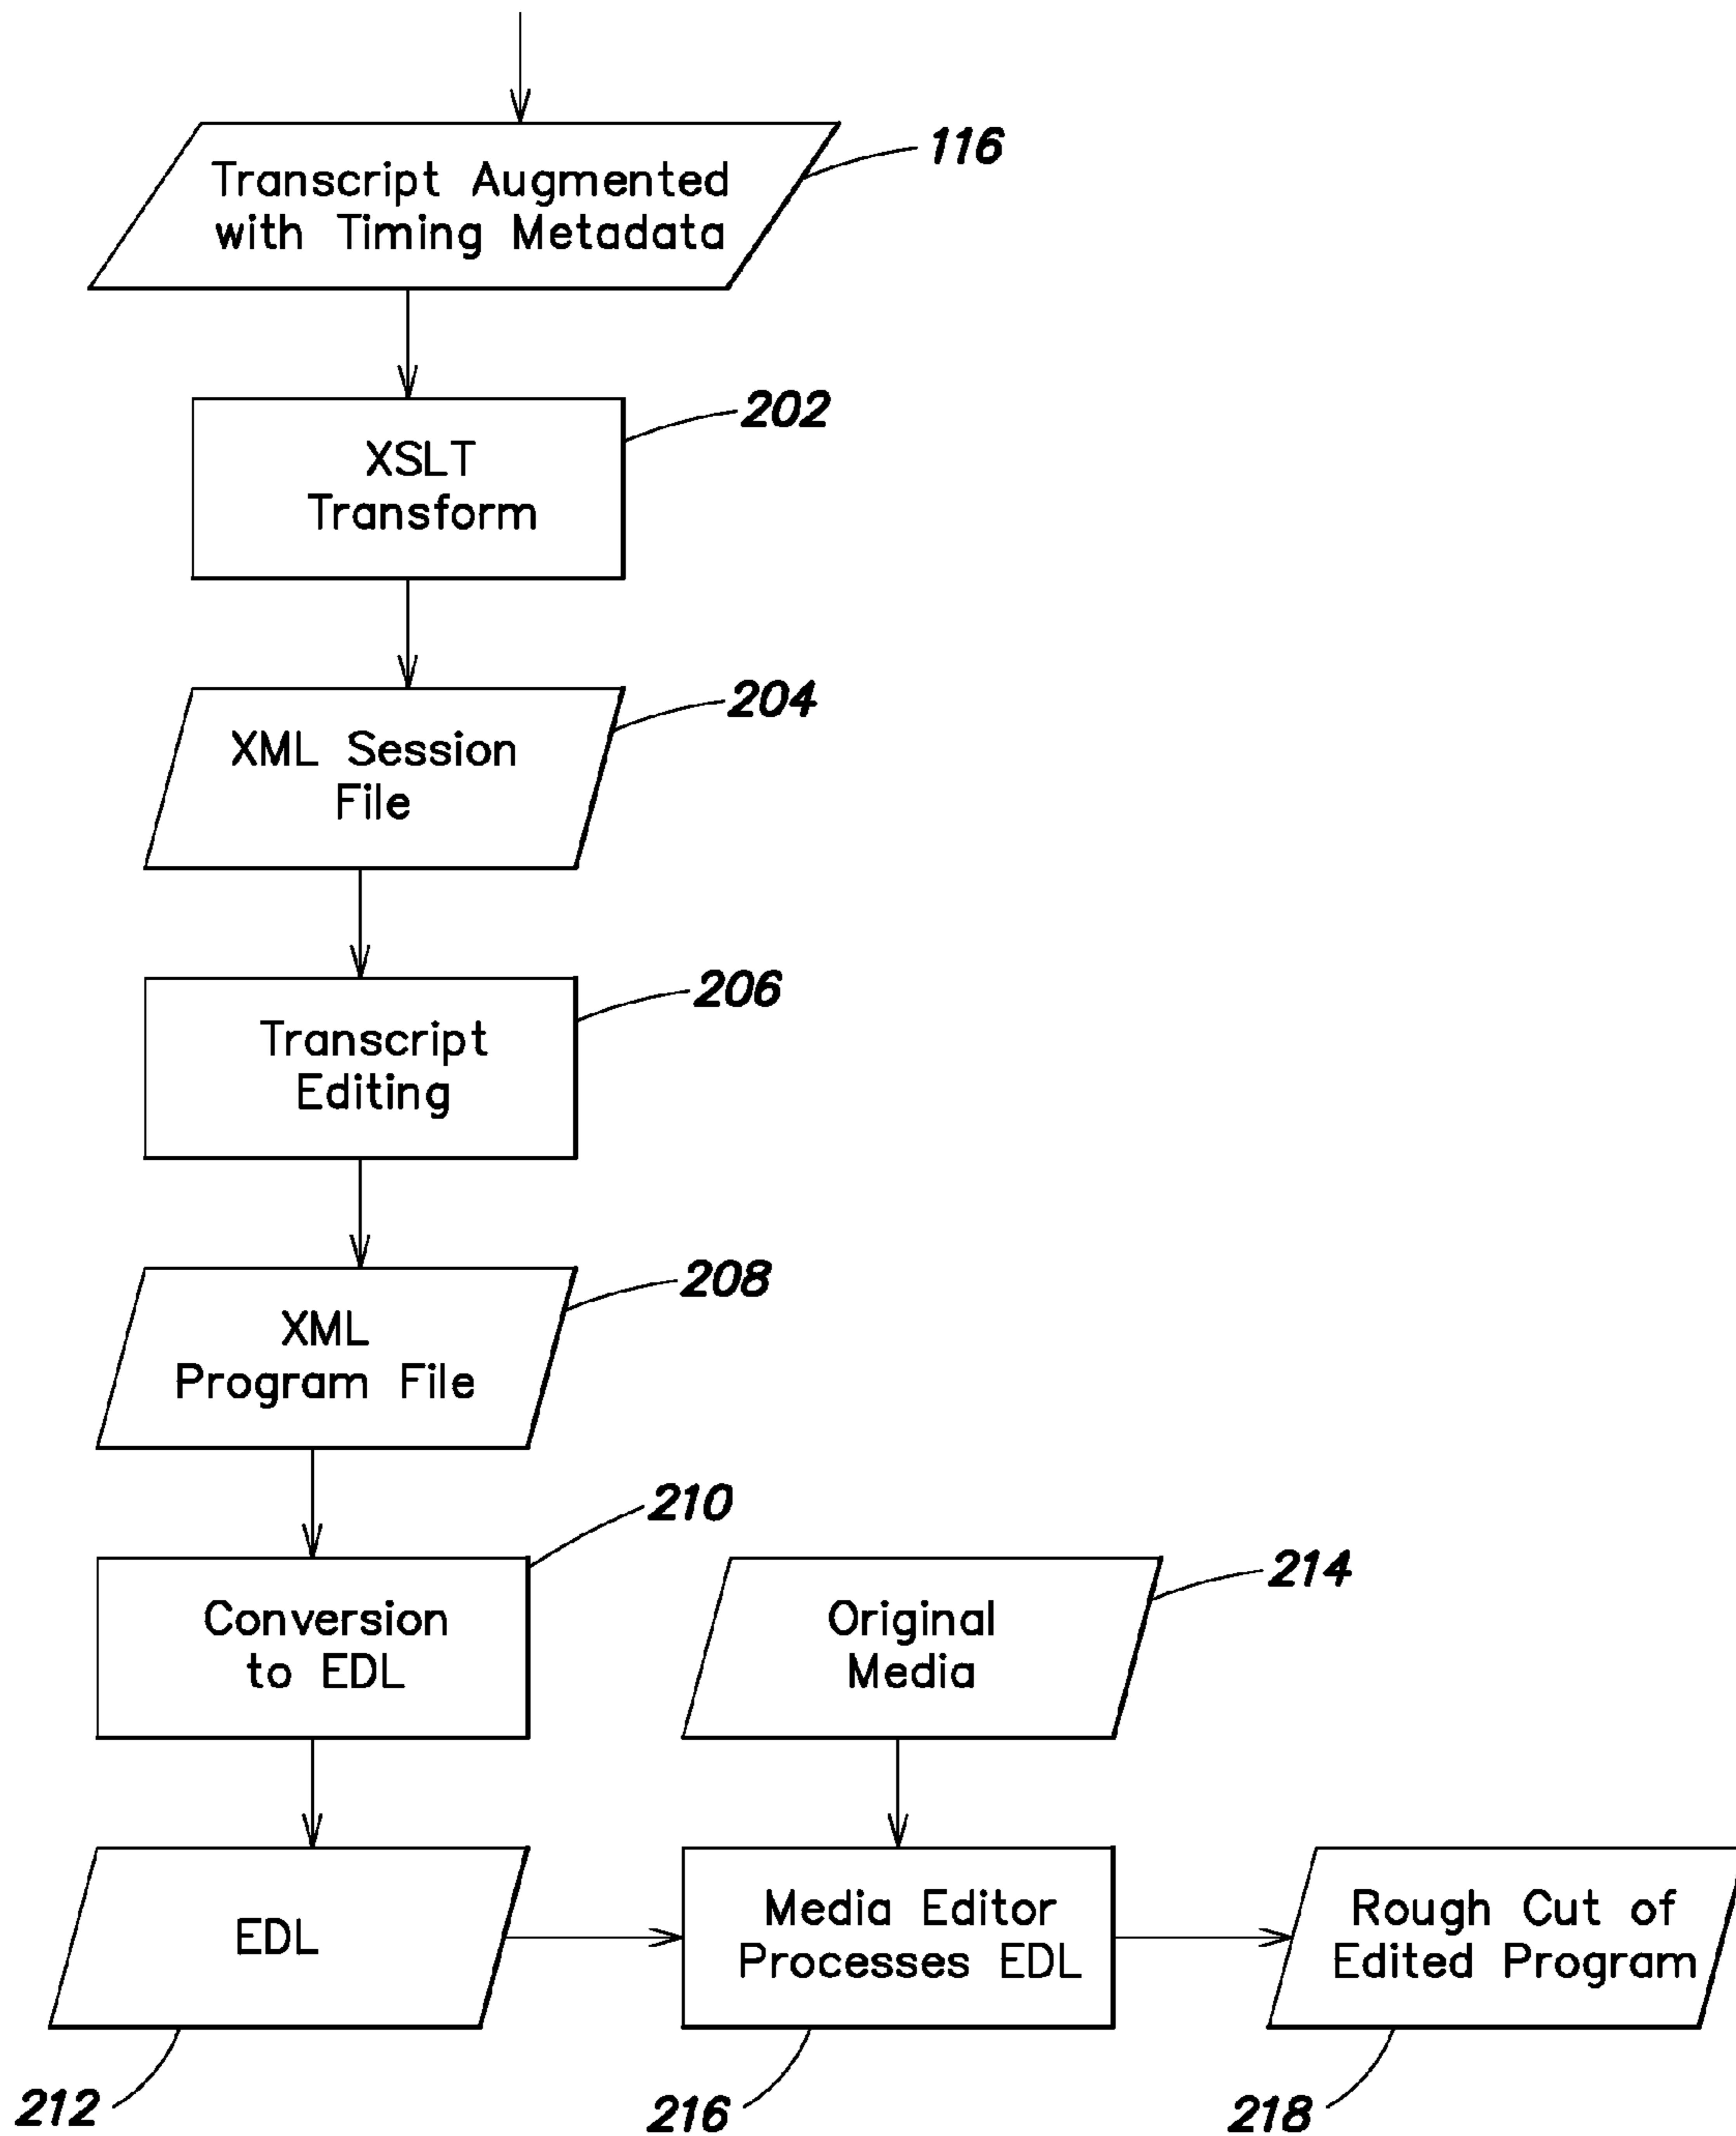 Transcript Augmented
with Timing Metadata
116
XSLT
Transform
202
XML Session
File
204
Transcript
Editing
206
XML
Program File
208
Conversion
to EDL
210
Original
Media
214
EDL
212
Media Editor
Processes EDL
216
Rough Cut of
Edited Program
218